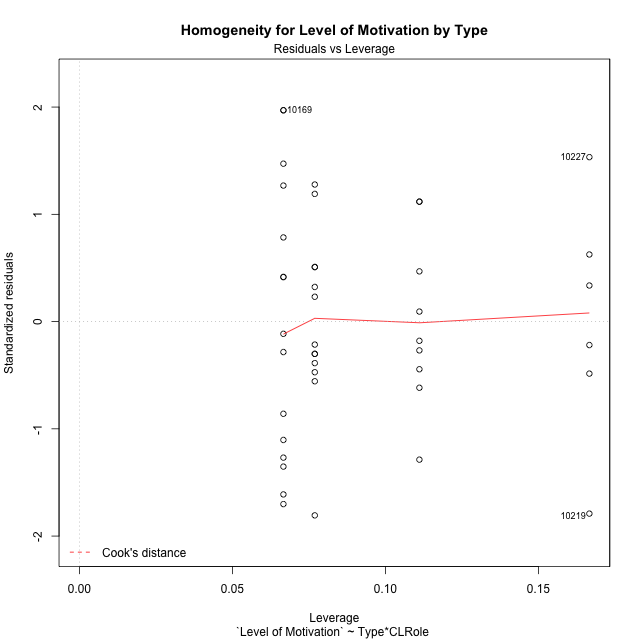 Homogeneity for Level of Motivation by Type
Residuals vs Leverage
Standardized residuals
2
1
0
-1
-2
10169
10227
10219
Cook's distance
0.00 0.05 0.10 0.15
Leverage
`Level of Motivation` ~ Type*CLRole